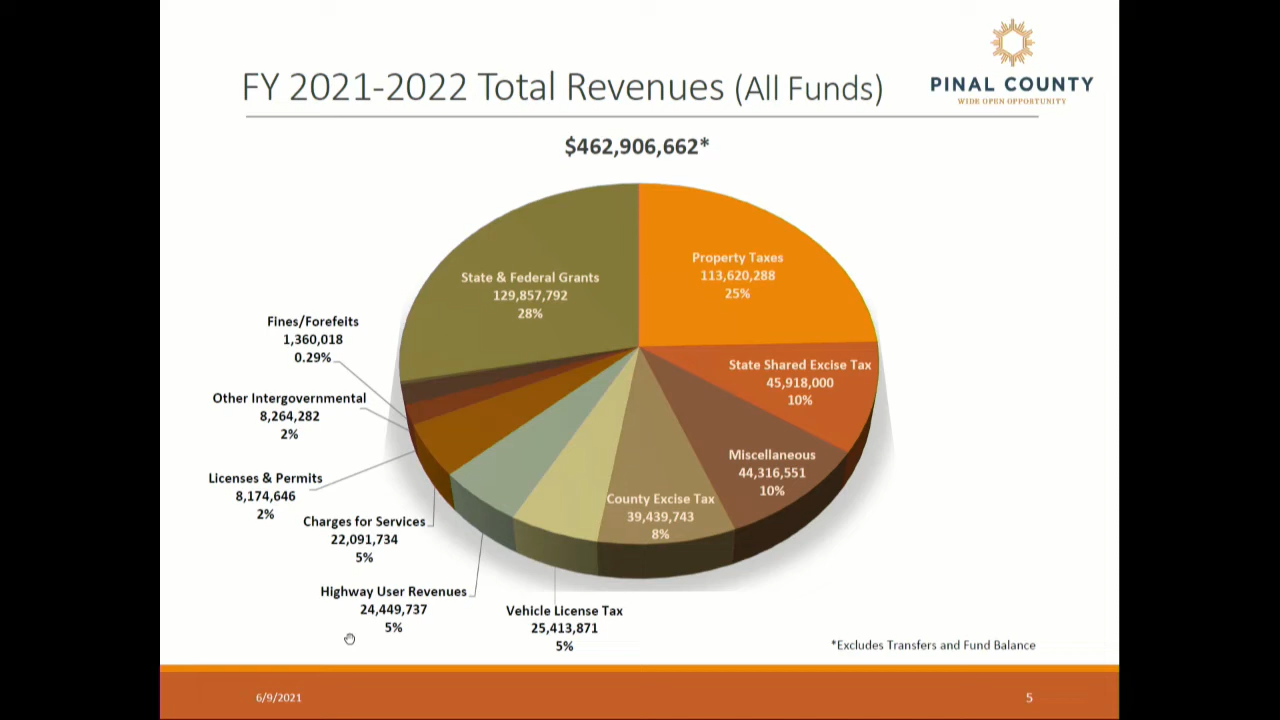 FY 2021-2022 Total Revenues (All Funds)
PINAL COUNTY
WIDE OPEN OPPORTUNITY
$462,906,662*
Property Taxes
113,620,288
25%
State Shared Excise Tax
45,918,000
10%
Miscellaneous
44,316,551
10%
County Excise Tax
39,439,743
8%
Vehicle License Tax
25,413,871
5%
Highway User Revenues
24,449,737
5%
Charges for Services
22,091,734
5%
Licenses & Permits
8,174,646
2%
Other Intergovernmental
8,264,282
2%
Fines/Forefeits
1,360,018
0.29%
State & Federal Grants
129,857,792
28%
*Excludes Transfers and Fund Balance
6/9/2021
5